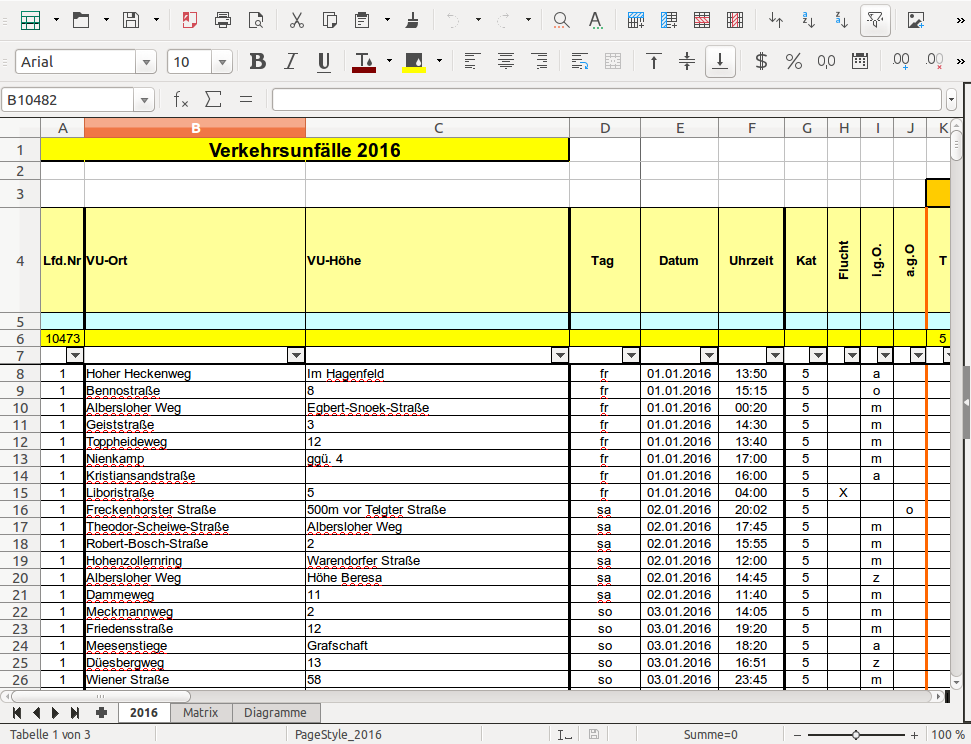 Arial 10 B I U $ % 0,0
B10482
A B C D E F G H I J K
1 Verkehrsunfälle 2016
2
3
4 Lfd.Nr VU-Ort VU-Höhe Tag Datum Uhrzeit Kat Flucht i.g.O. a.g.O T
5
6 10473 5
7
8 1 Hoher Heckenweg Im Hagenfeld fr 01.01.2016 13:50 5 a
9 1 Bennostraße 8 fr 01.01.2016 15:15 5 o
10 1 Albersloher Weg Egbert-Snoek-Straße fr 01.01.2016 00:20 5 m
11 1 Geiststraße 3 fr 01.01.2016 14:30 5 m
12 1 Toppheideweg 12 fr 01.01.2016 13:40 5 m
13 1 Nienkamp ggü. 4 fr 01.01.2016 17:00 5 m
14 1 Kristiansandstraße fr 01.01.2016 16:00 5 a
15 1 Liboristraße 5 fr 01.01.2016 04:00 5 X
16 1 Freckenhorster Straße 500m vor Telgter Straße sa 02.01.2016 20:02 5 o
17 1 Theodor-Scheiwe-Straße Albersloher Weg sa 02.01.2016 17:45 5 m
18 1 Robert-Bosch-Straße 2 sa 02.01.2016 15:55 5 m
19 1 Hohenzollernring Warendorfer Straße sa 02.01.2016 12:00 5 m
20 1 Albersloher Weg Höhe Beresa sa 02.01.2016 14:45 5 z
21 1 Dammeweg 11 sa 02.01.2016 11:40 5 m
22 1 Meckmannweg 2 so 03.01.2016 14:05 5 m
23 1 Friedensstraße 12 so 03.01.2016 19:20 5 m
24 1 Meesenstiege Grafschaft so 03.01.2016 18:20 5 a
25 1 Düesbergweg 13 so 03.01.2016 16:51 5 z
26 1 Wiener Straße 58 so 03.01.2016 23:45 5 m
2016 Matrix Diagramme
Tabelle 1 von 3 PageStyle_2016 Summe=0 100 %